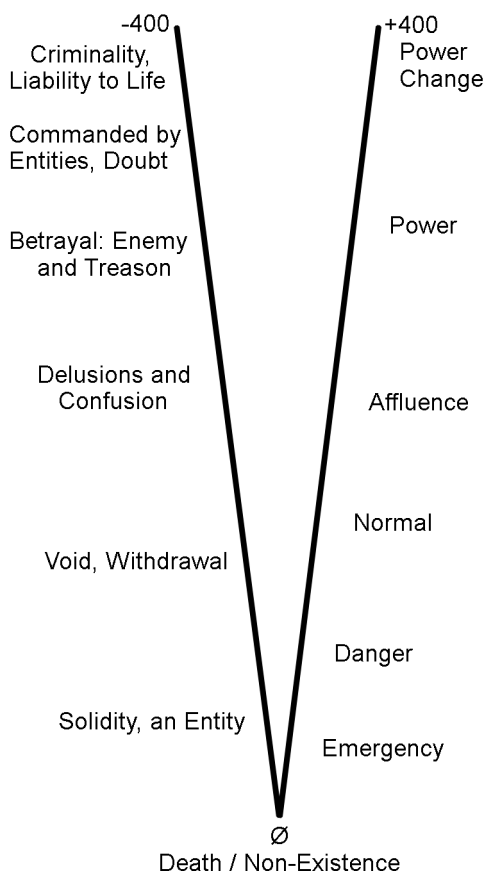 -400
+400
Criminality,
Liability to Life
Power
Change
Commanded by
Entities, Doubt
Power
Betrayal: Enemy
and Treason
Delusions and
Confusion
Affluence
Normal
Void, Withdrawal
Danger
Solidity, an Entity
Emergency
Ø
Death / Non-Existence